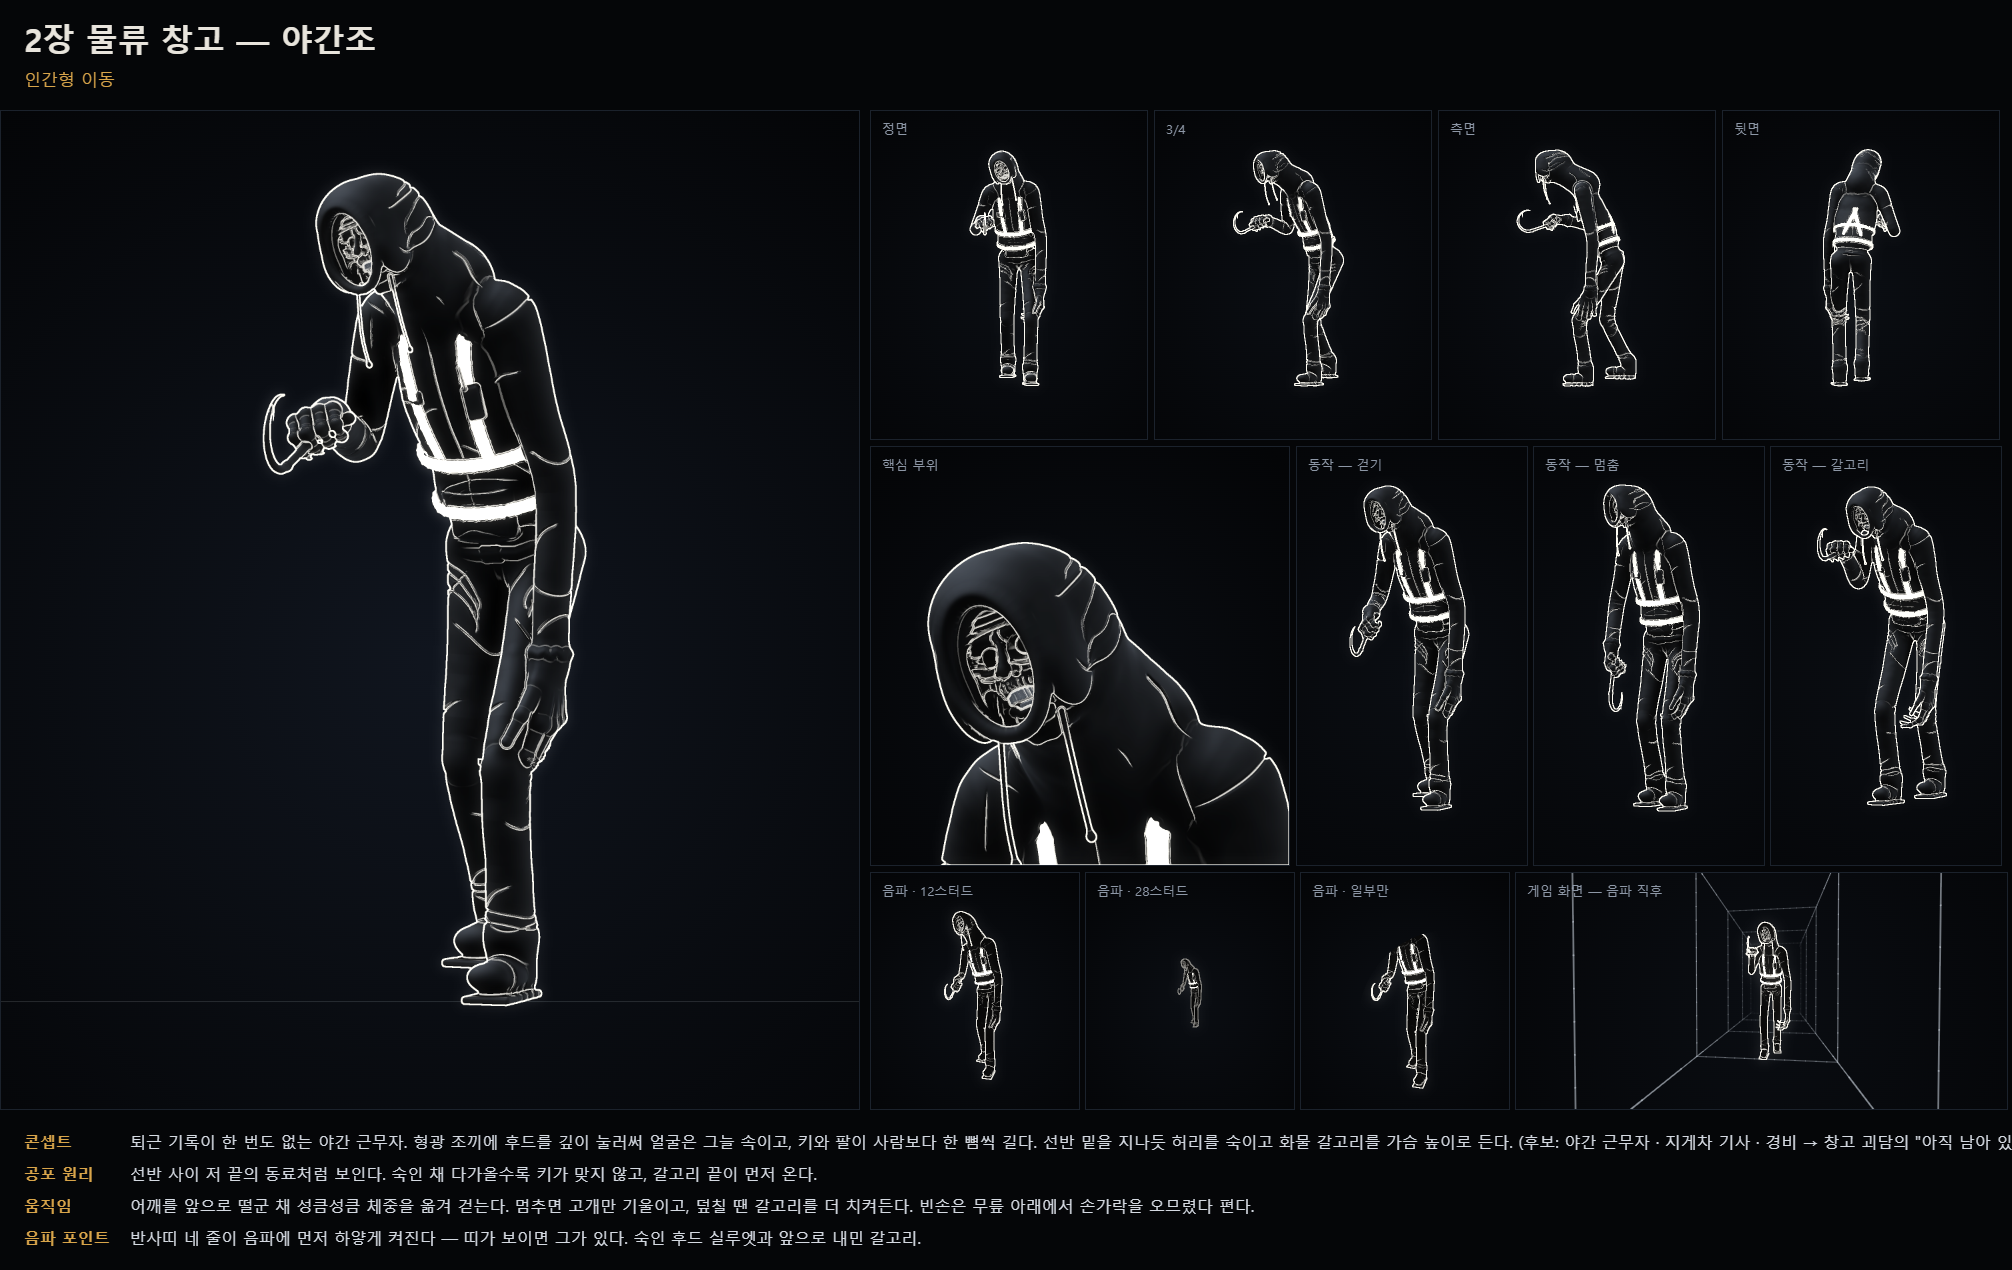 2장 물류 창고 — 야간조
인간형 이동
정면
3/4
측면
뒷면
A
핵심 부위
동작 — 걷기
동작 — 멈춤
동작 — 갈고리
음파 · 12스터드
음파 · 28스터드
음파 · 일부만
게임 화면 — 음파 직후
콘셉트 퇴근 기록이 한 번도 없는 야간 근무자. 형광 조끼에 후드를 깊이 눌러써 얼굴은 그늘 속이고, 키와 팔이 사람보다 한 뼘씩 길다. 선반 밑을 지나듯 허리를 숙이고 화물 갈고리를 가슴 높이로 든다. (후보: 야간 근무자 · 지게차 기사 · 경비 → 창고 괴담의 "아직 남아 있
공포 원리 선반 사이 저 끝의 동료처럼 보인다. 숙인 채 다가올수록 키가 맞지 않고, 갈고리 끝이 먼저 온다.
움직임 어깨를 앞으로 떨군 채 성큼성큼 체중을 옮겨 걷는다. 멈추면 고개만 기울이고, 덮칠 땐 갈고리를 더 치켜든다. 빈손은 무릎 아래에서 손가락을 오므렸다 편다.
음파 포인트 반사띠 네 줄이 음파에 먼저 하얗게 켜진다 — 띠가 보이면 그가 있다. 숙인 후드 실루엣과 앞으로 내민 갈고리.